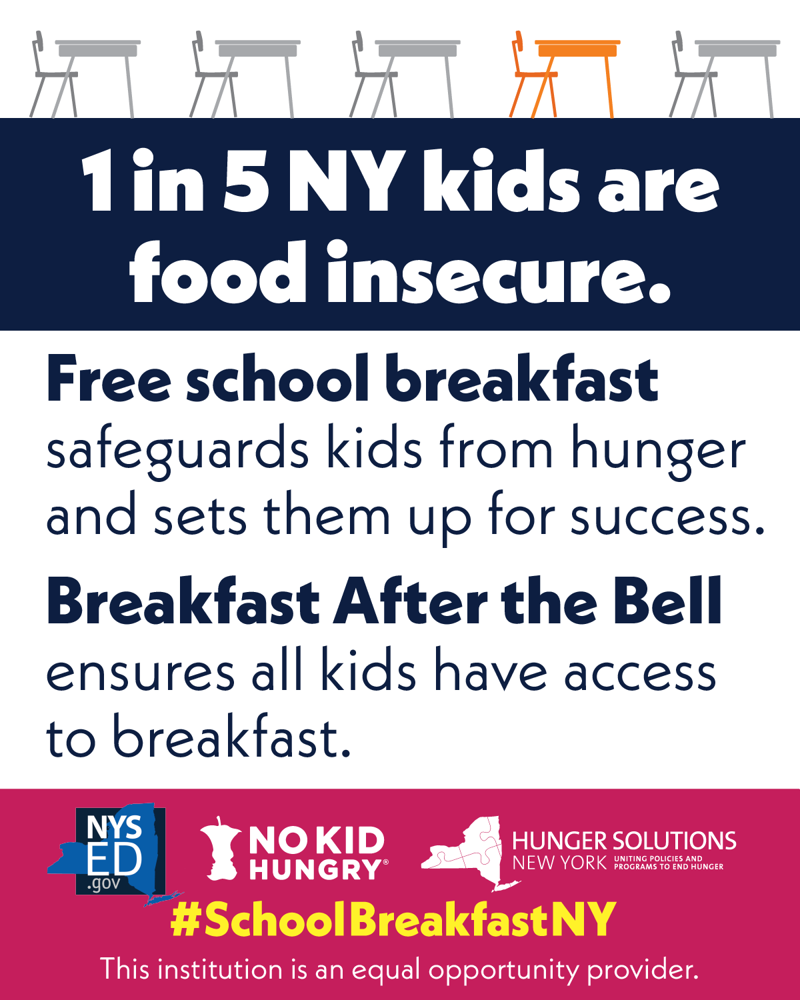 1 in 5 NY kids are
food insecure.
Free school breakfast
safeguards kids from hunger
and sets them up for success.
Breakfast After the Bell
ensures all kids have access
to breakfast.
NYS
ED
.gov
NO KID
HUNGRY®
HUNGER SOLUTIONS
NEW YORK
UNITING POLICIES AND
PROGRAMS TO END HUNGER
#SchoolBreakfastNY
This institution is an equal opportunity provider.